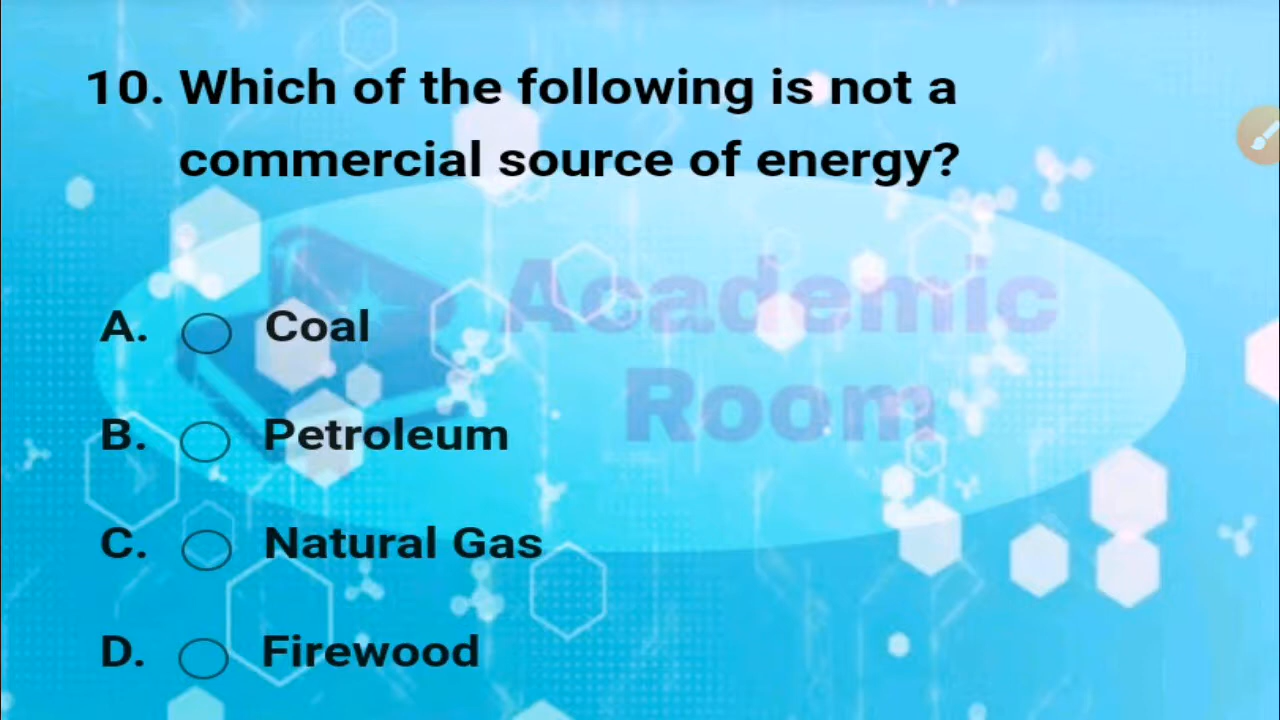 10. Which of the following is not a
commercial source of energy?
Academic
Room
A. Coal
B. Petroleum
C. Natural Gas
D. Firewood